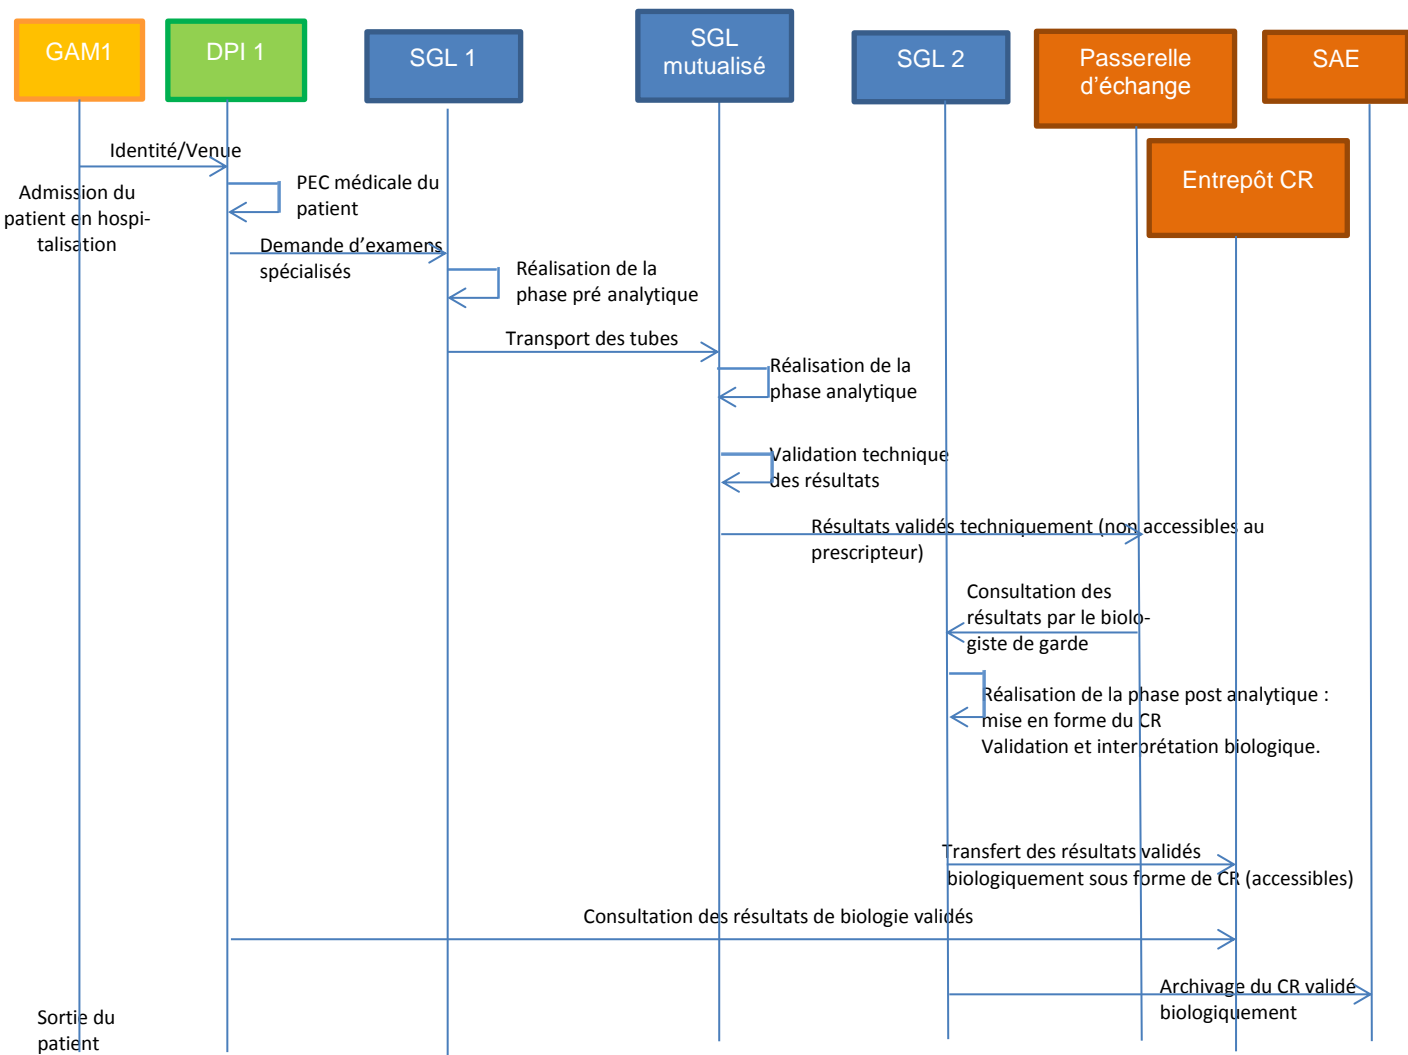 GAM1
DPI 1
SGL 1
SGL
mutualisé
SGL 2
Passerelle
d'échange
SAE
Entrepôt CR
Identité/Venue
Admission du
patient en hospi-
talisation
PEC médicale du
patient
Demande d'examens
spécialisés
Réalisation de la
phase pré analytique
Transport des tubes
Réalisation de la
phase analytique
Validation technique
des résultats
Résultats validés techniquement (non accessibles au
prescripteur)
Consultation des
résultats par le biolo-
giste de garde
Réalisation de la phase post analytique :
mise en forme du CR
Validation et interprétation biologique.
Transfert des résultats validés
biologiquement sous forme de CR (accessibles)
Consultation des résultats de biologie validés
Archivage du CR validé
biologiquement
Sortie du
patient